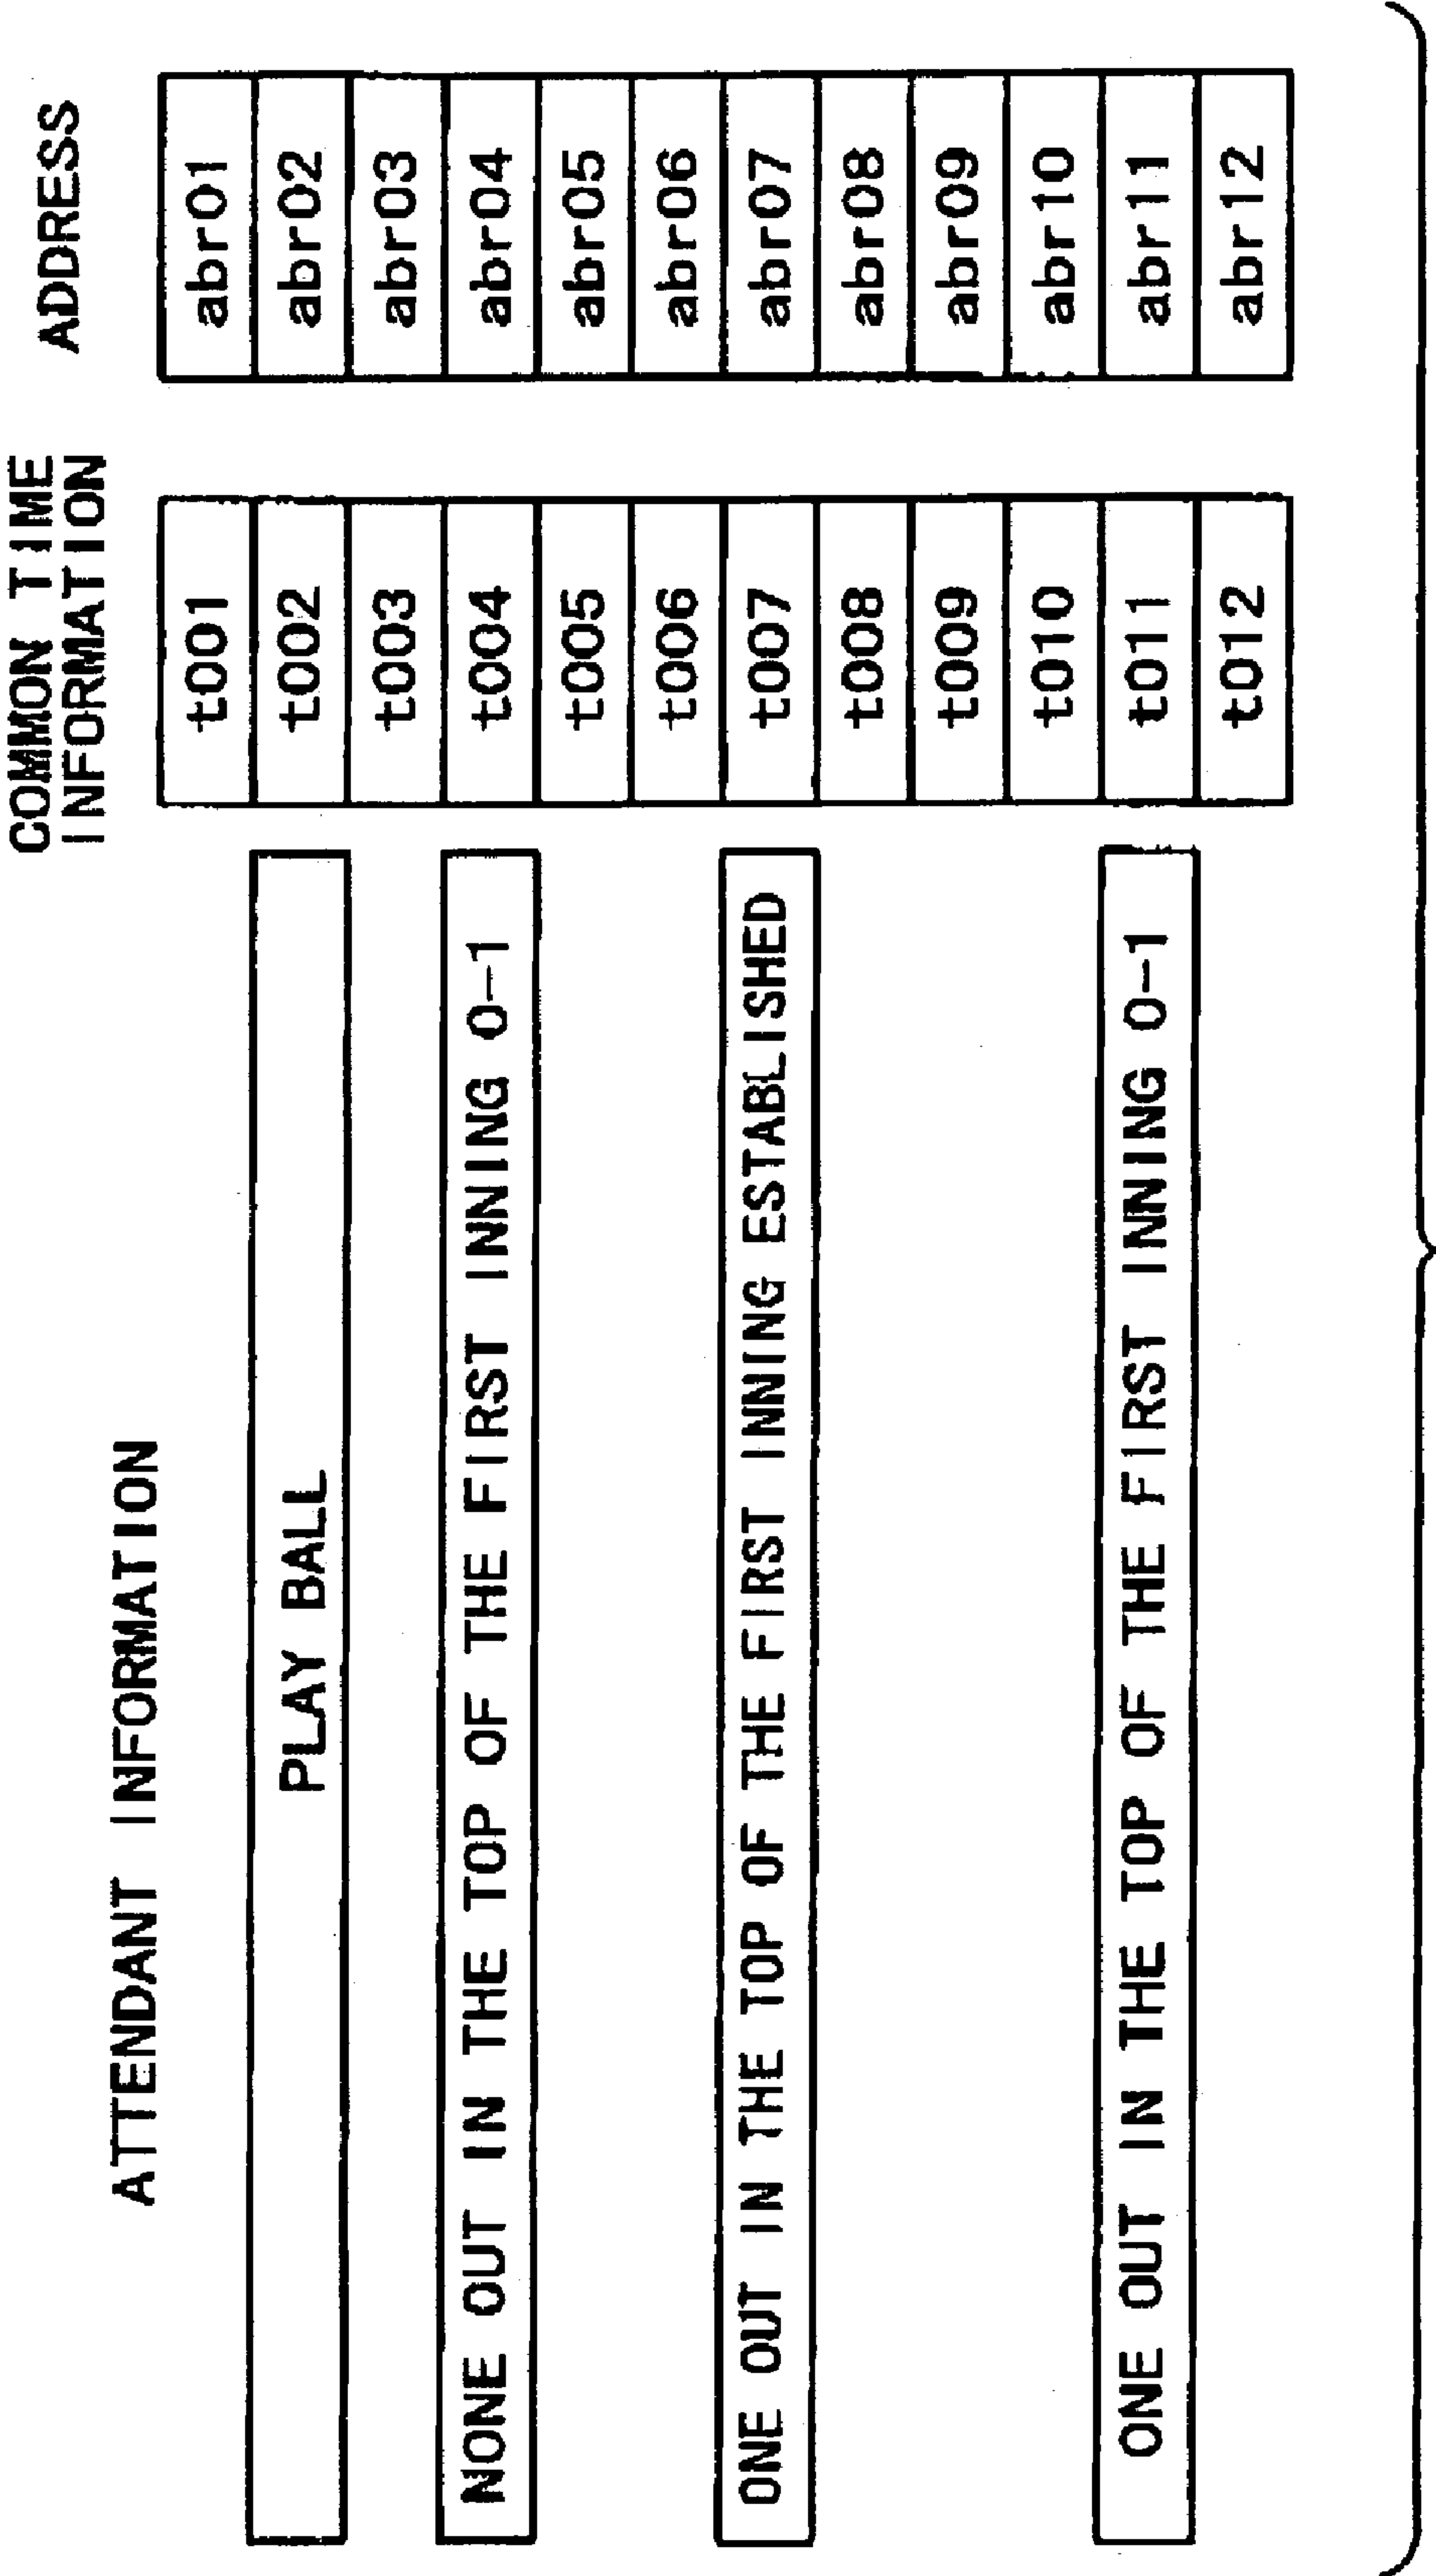 ATTENDANT INFORMATION
COMMON TIME
INFORMATION
ADDRESS
t001 abr01
PLAY BALL t002 abr02
t003 abr03
NONE OUT IN THE TOP OF THE FIRST INNING 0-1 t004 abr04
t005 abr05
t006 abr06
ONE OUT IN THE TOP OF THE FIRST INNING ESTABLISHED t007 abr07
t008 abr08
t009 abr09
t010 abr10
ONE OUT IN THE TOP OF THE FIRST INNING 0-1 t011 abr11
t012 abr12